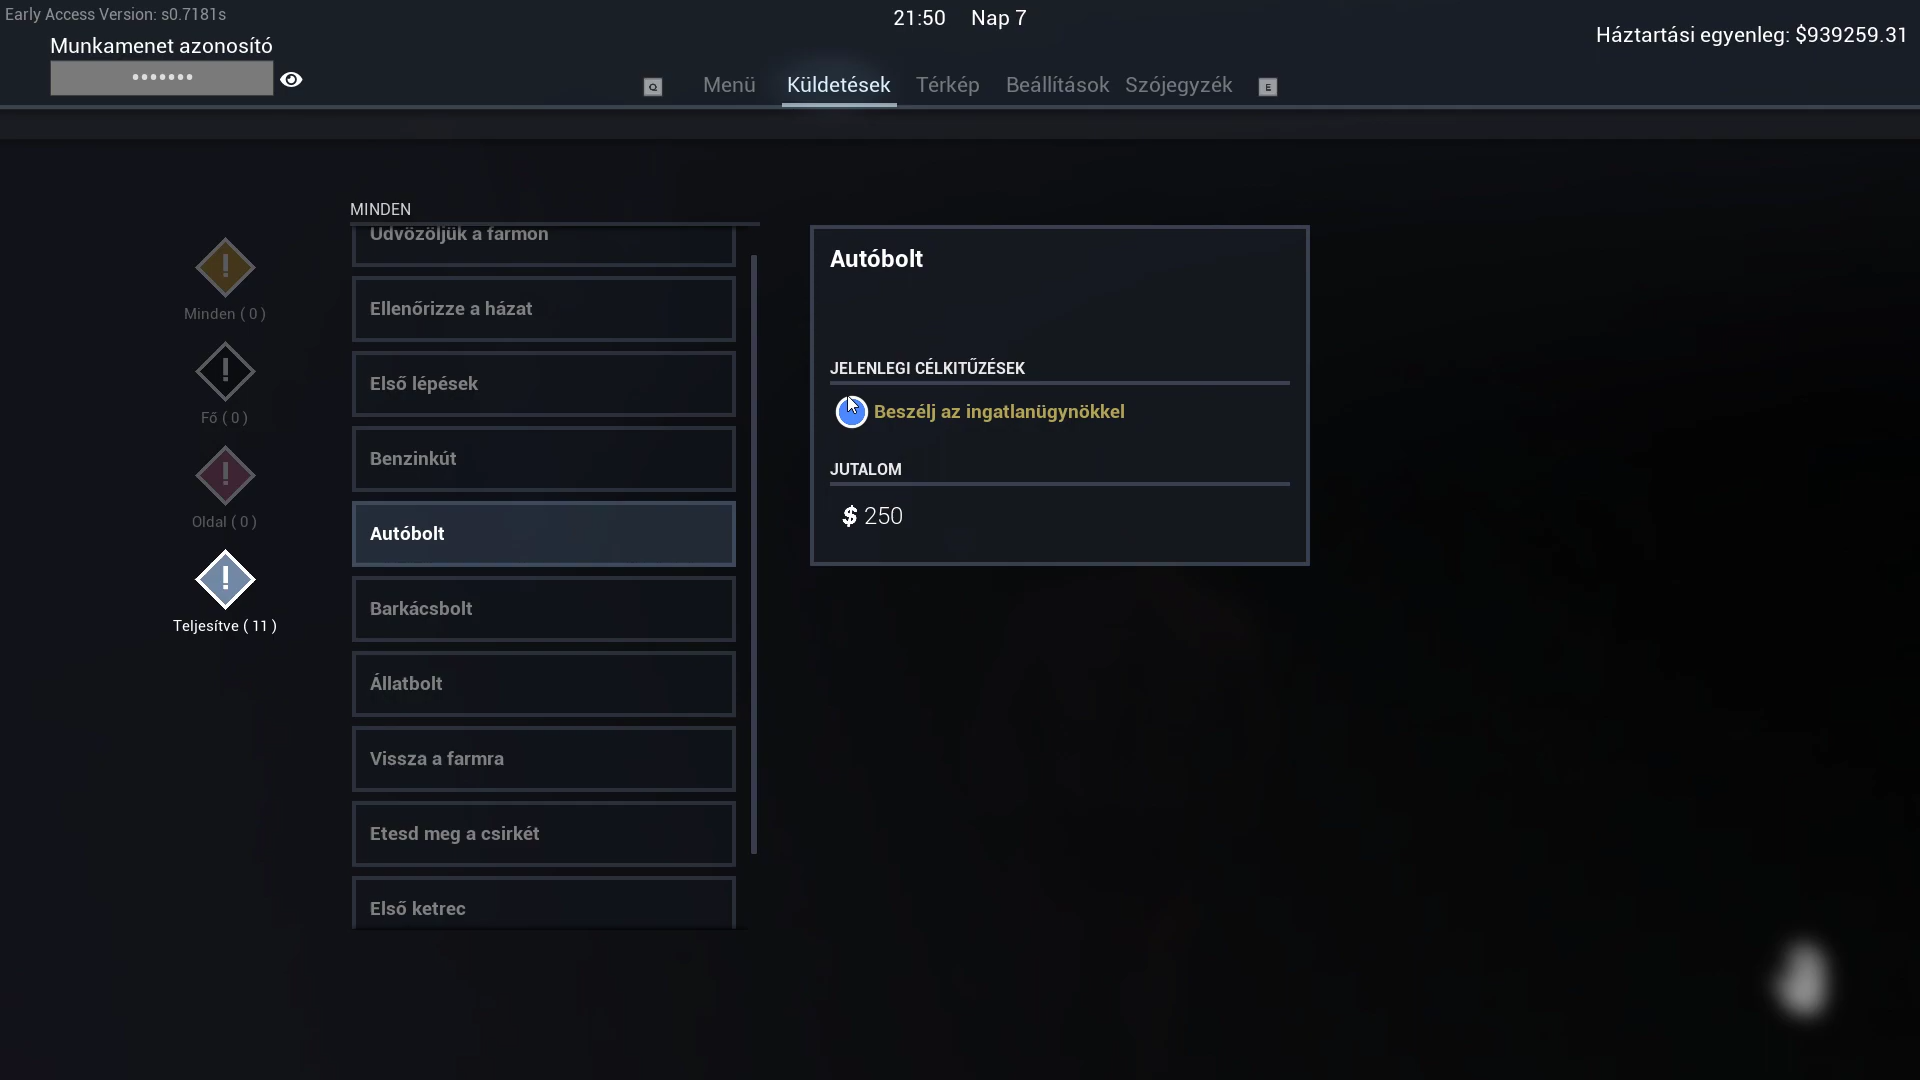 Early Access Version: s0.7181s
21:50 Nap 7
Háztartási egyenleg: $939259.31
Munkamenet azonosító
•••••••
Q Menü Küldetések Térkép Beállítások Szójegyzék E
MINDEN
Üdvözöljük a farmon
Ellenőrizze a házat
Első lépések
Benzinkút
Autóbolt
Barkácsbolt
Állatbolt
Vissza a farmra
Etesd meg a csirkét
Első ketrec
Minden ( 0 )
Fő ( 0 )
Oldal ( 0 )
Teljesítve ( 11 )
Autóbolt
JELENLEGI CÉLKITŰZÉSEK
Beszélj az ingatlanügynökkel
JUTALOM
$ 250